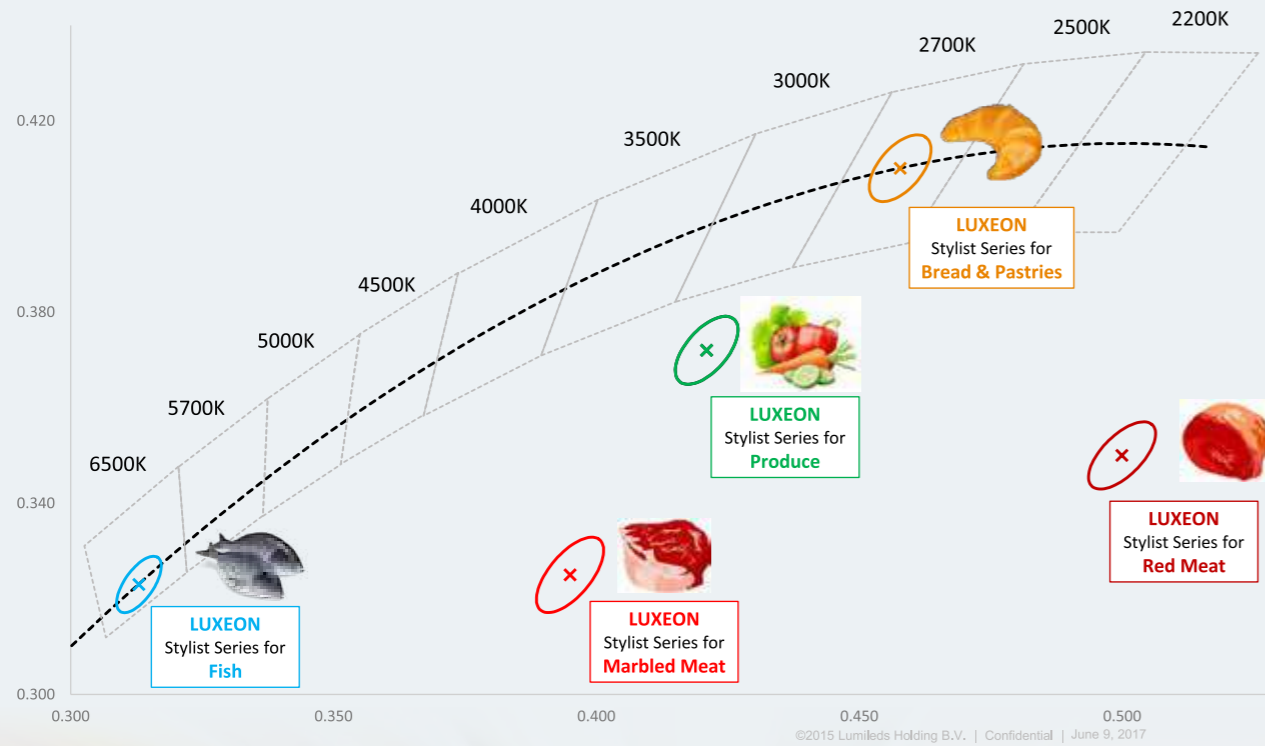 2200K
2500K
2700K
3000K
0.420
3500K
4000K
4500K
0.380
5000K
5700K
6500K
0.340
0.300
LUXEON
Stylist Series for
Bread & Pastries
LUXEON
Stylist Series for
Produce
LUXEON
Stylist Series for
Red Meat
LUXEON
Stylist Series for
Marbled Meat
LUXEON
Stylist Series for
Fish
0.300
0.350
0.400
0.450
0.500
©2015 Lumileds Holding B.V. | Confidential | June 9, 2017